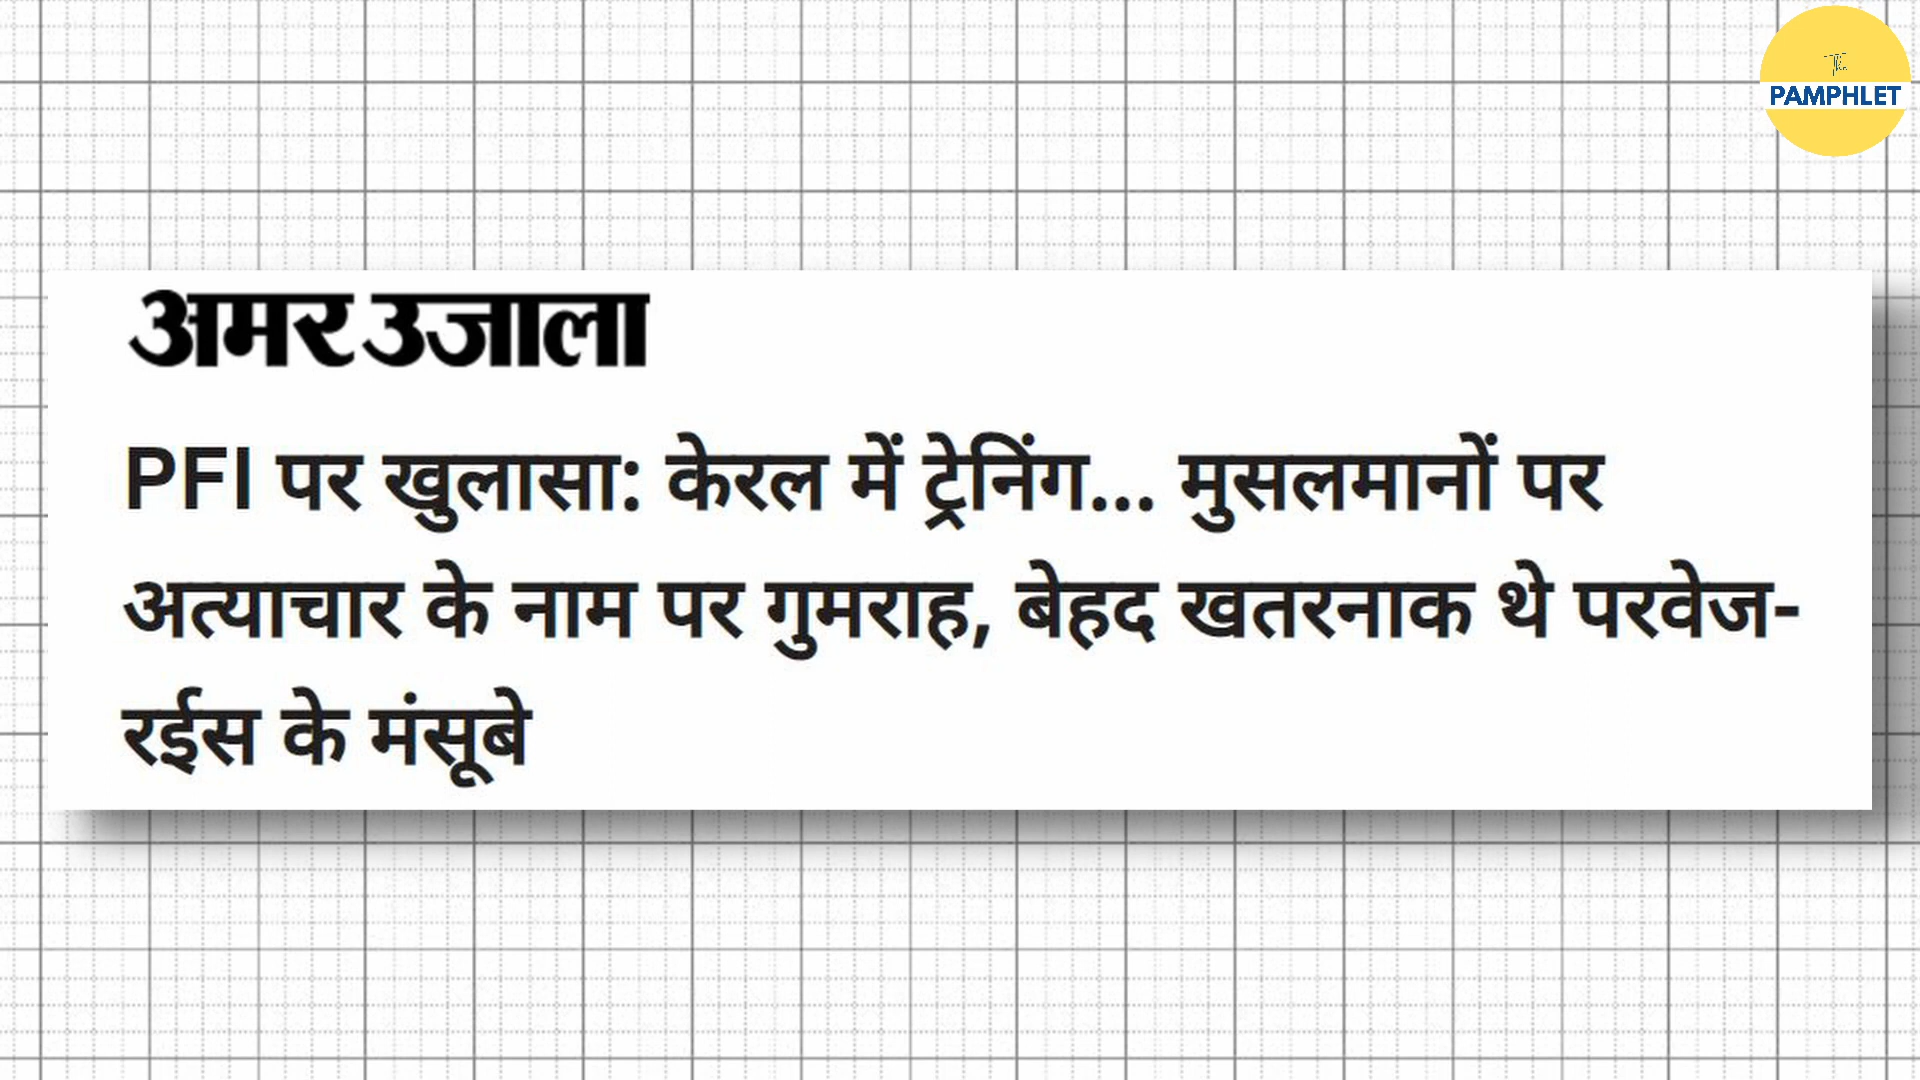 PAMPHLET
अमर उजाला
PFI पर खुलासा: केरल में ट्रेनिंग... मुसलमानों पर
अत्याचार के नाम पर गुमराह, बेहद खतरनाक थे परवेज-
रईस के मंसूबे